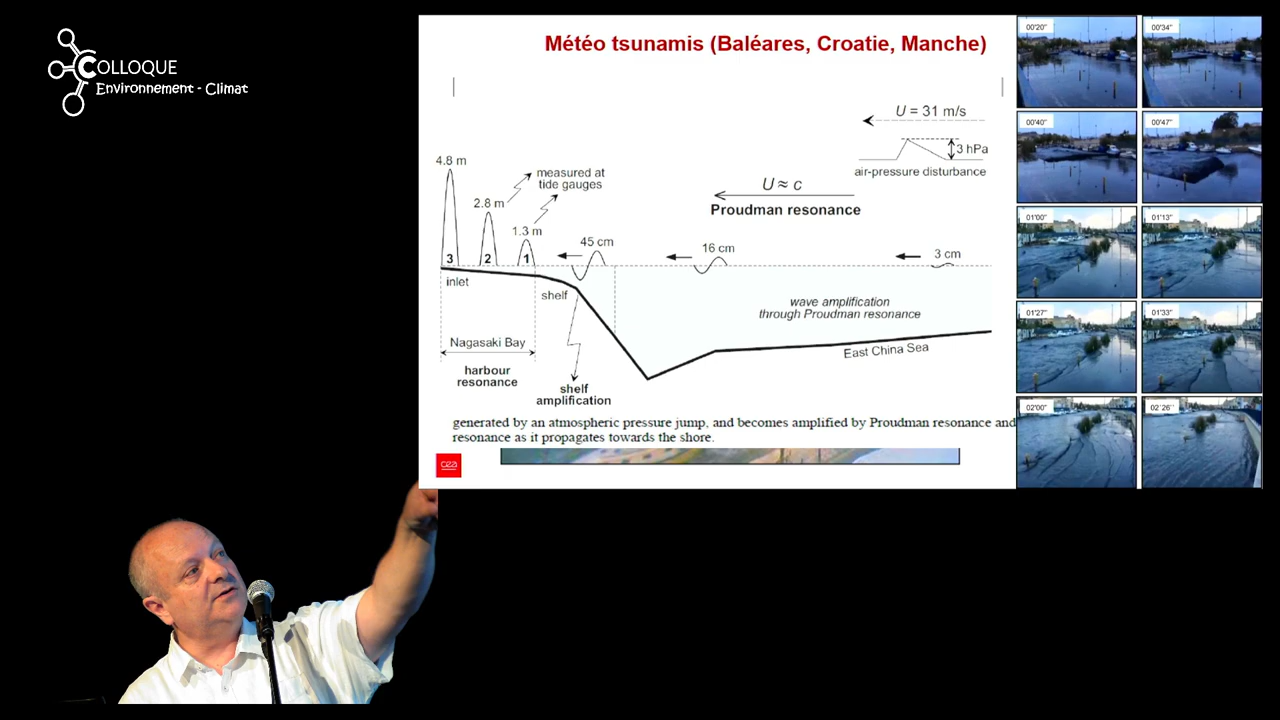 COLLOQUE
Environnement - Climat
Météo tsunamis (Baléares, Croatie, Manche)
U = 31 m/s
3 hPa
air-pressure disturbance
4.8 m
measured at
tide gauges
2.8 m
1.3 m
U ≈ c
Proudman resonance
45 cm
16 cm
3 cm
3
2
1
inlet
shelf
wave amplification
through Proudman resonance
Nagasaki Bay
East China Sea
harbour
resonance
shelf
amplification
generated by an atmospheric pressure jump, and becomes amplified by Proudman resonance and
resonance as it propagates towards the shore.
cea
00'20"
00'34"
00'40"
00'47"
01'00"
01'13"
01'27"
01'33"
02'00"
02'26"